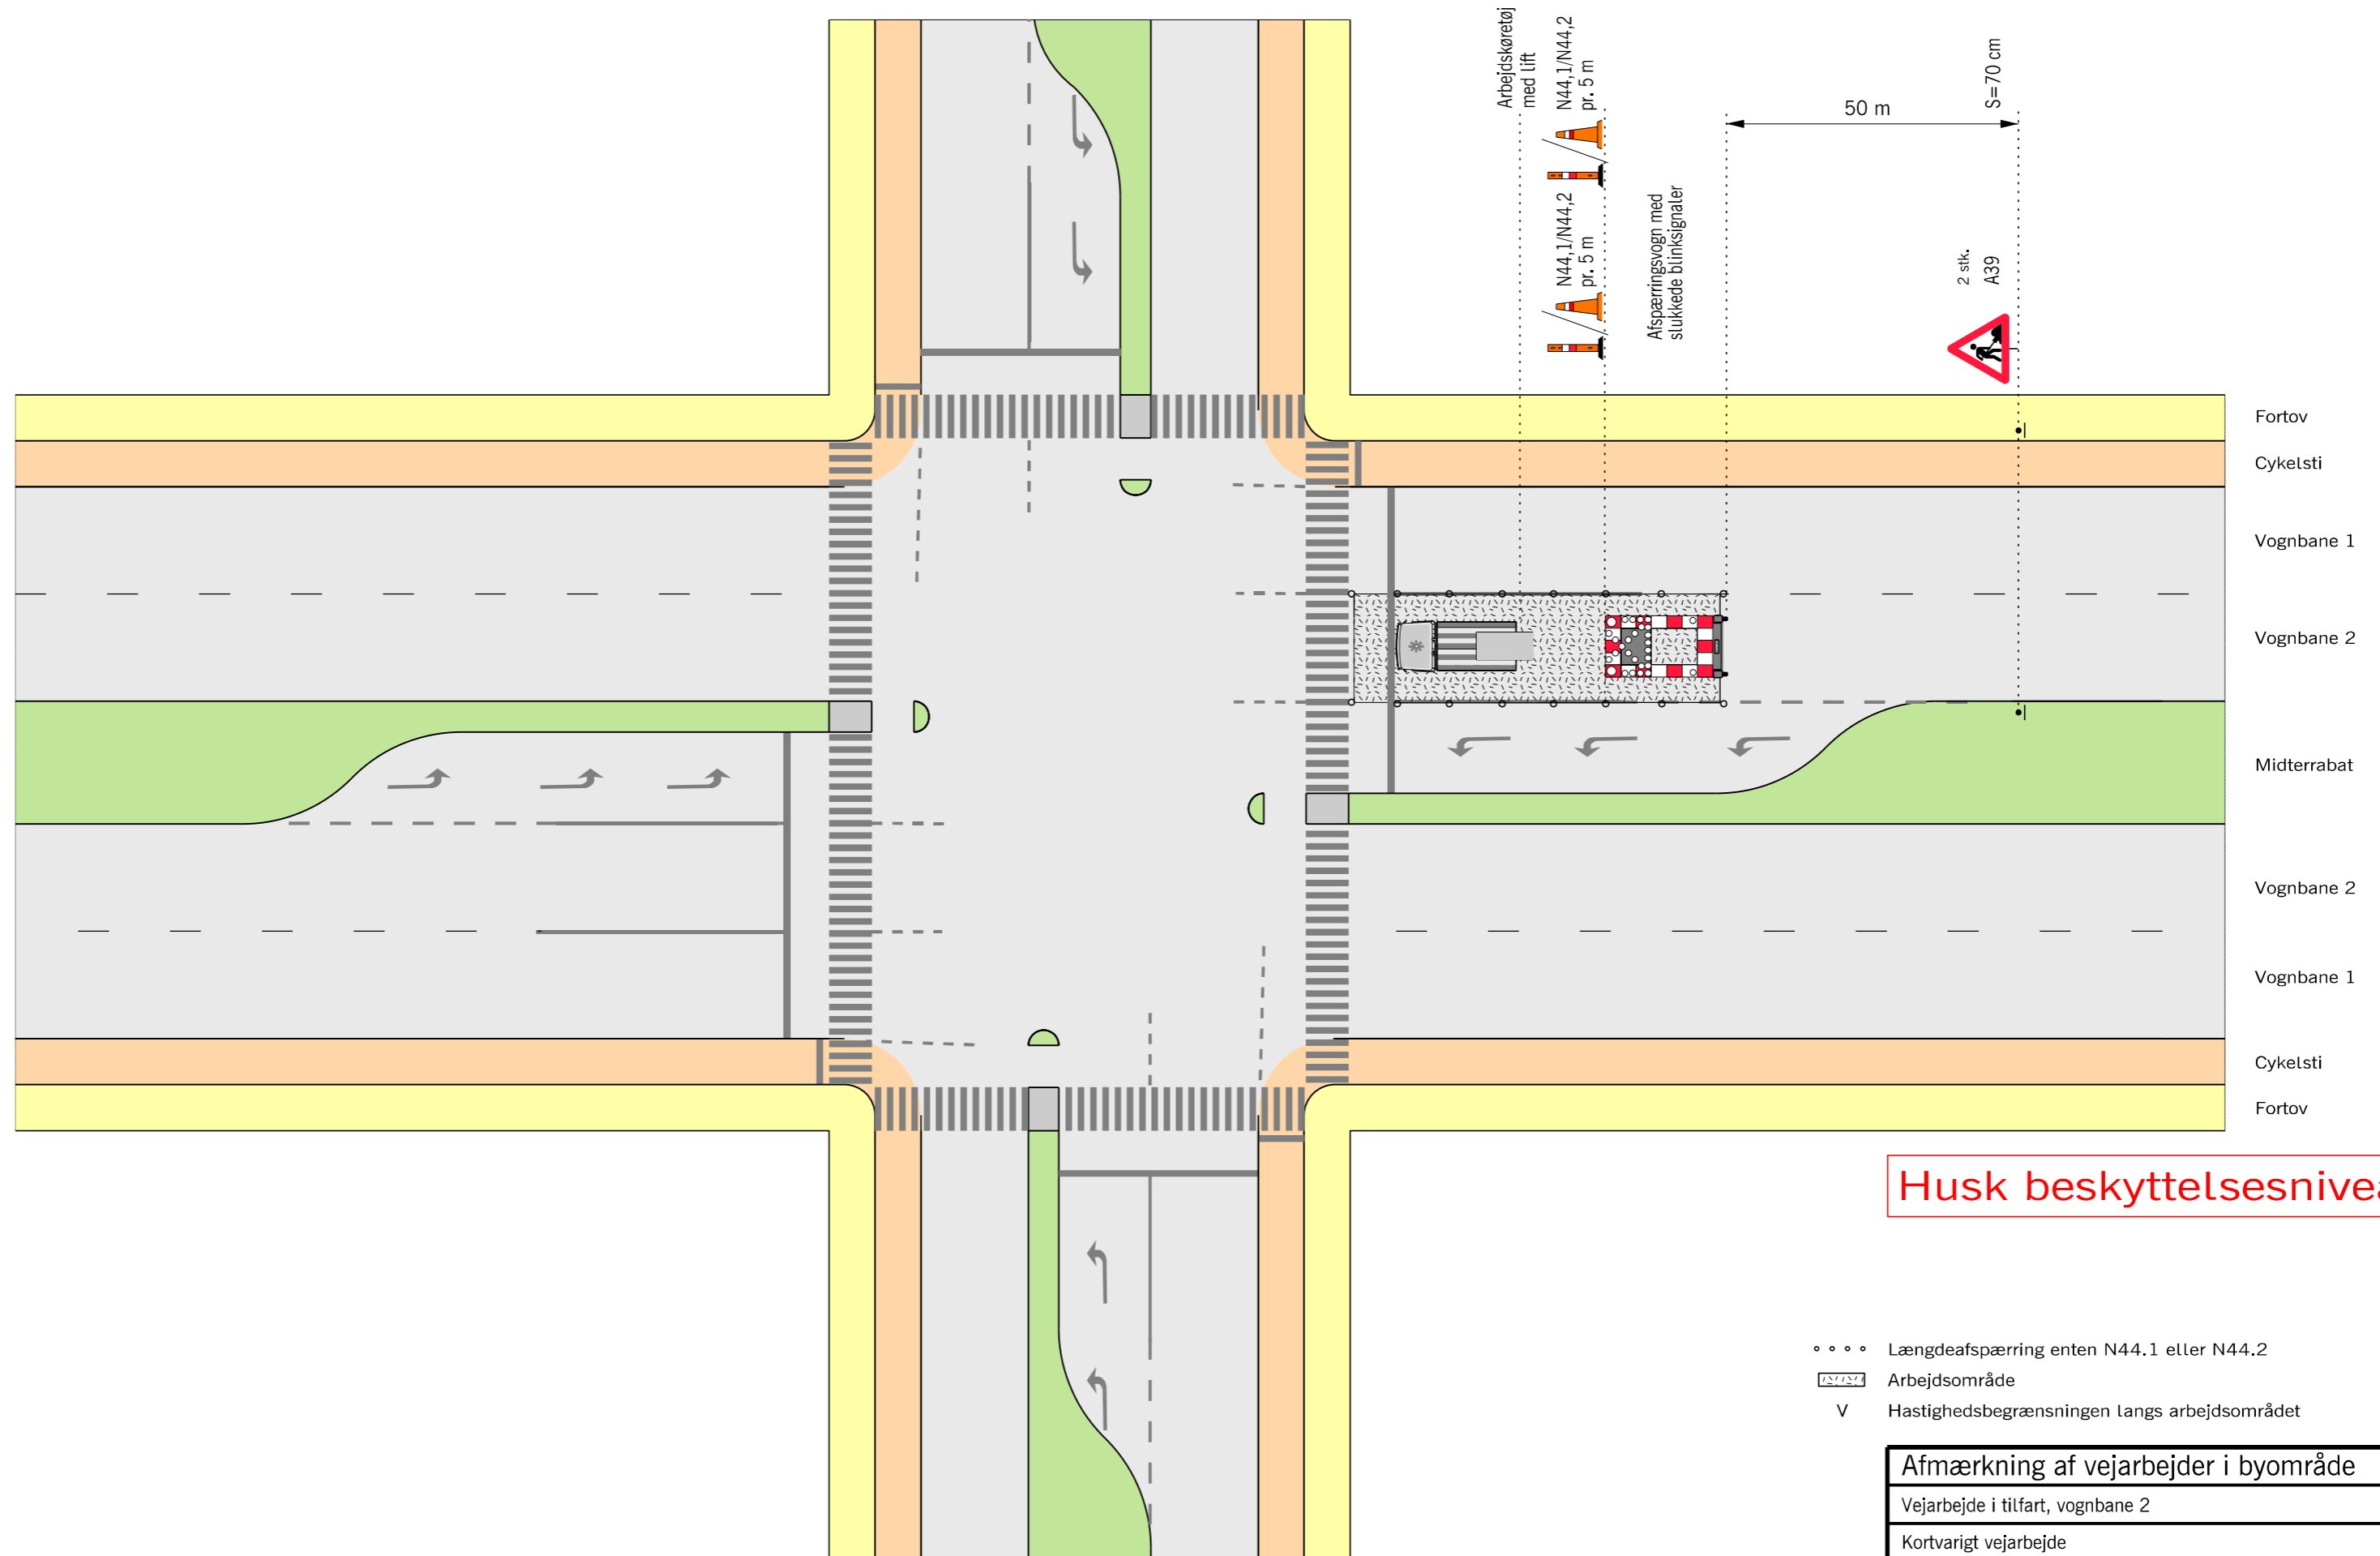 Arbejdskøretøj
med lift
N44,1/N44,2
pr. 5 m
N44,1/N44,2
pr. 5 m
Afspærringsvogn med
slukkede blinksignaler
50 m
S=70 cm
2 stk.
A39
Fortov
Cykelsti
Vognbane 1
Vognbane 2
Midterrabat
Vognbane 2
Vognbane 1
Cykelsti
Fortov
Husk
Længdeafspærring enten N44.1 eller N44.2
Arbejdsområde
V Hastighedsbegrænsningen langs arbejdsområdet
Afmærkning af vejarbejder i byområde
Vejarbejde i tilfart, vognbane 2
Kortvarigt vejarbejde